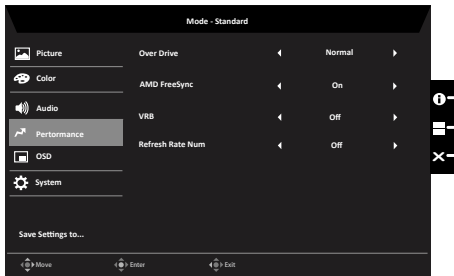 Mode - Standard
Picture
Over Drive Normal
Color
AMD FreeSync On
Audio
VRB Off
Pertormance
Refresh Rate Num Off
OSD
System
Save Settings to...
Move Enter Exit